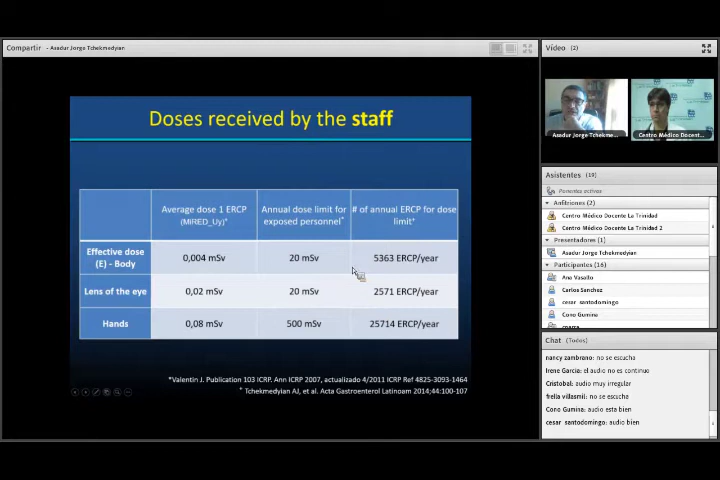 Compartir - Asadur Jorge Tchekmedyian
Doses received by the staff
Average dose 1 ERCP (MIRED_Uy)+
Annual dose limit for exposed personnel*
# of annual ERCP for dose limit+
Effective dose (E) - Body
0,004 mSv
20 mSv
5363 ERCP/year
Lens of the eye
0,02 mSv
20 mSv
2571 ERCP/year
Hands
0,08 mSv
500 mSv
25714 ERCP/year
*Valentin J. Publication 103 ICRP. Ann ICRP 2007, actualizado 4/2011 ICRP Ref 4825-3093-1464
+ Tchekmedyian AJ, et al. Acta Gastroenterol Latinoam 2014;44:100-107
Vídeo (2)
Asadur Jorge Tchekme...
Centro Médico Docent...
Asistentes (19)
Ponentes activos
Anfitriones (2)
Centro Médico Docente La Trinidad
Centro Médico Docente La Trinidad 2
Presentadores (1)
Asadur Jorge Tchekmedyian
Participantes (16)
Ana Vasallo
Carlos Sanchez
cesar santodomingo
Cono Gumina
Chat (Todos)
nancy zambrano: no se escucha
Irene Garcia: el audio no es continuo
Cristobal: audio muy irregular
frella villasmil: no se escucha
Cono Gumina: audio esta bien
cesar santodomingo: audio bien